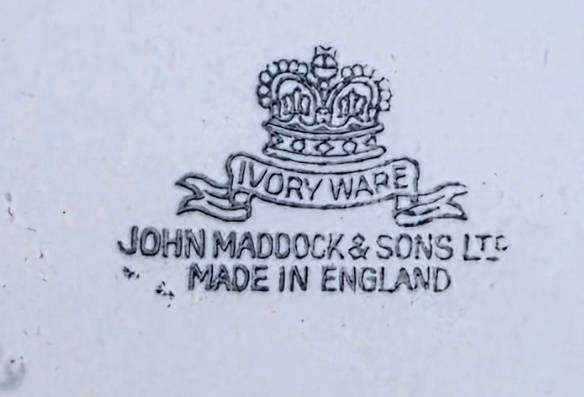 IVORY WARE
JOHN MADDOCK & SONS LTD
MADE IN ENGLAND